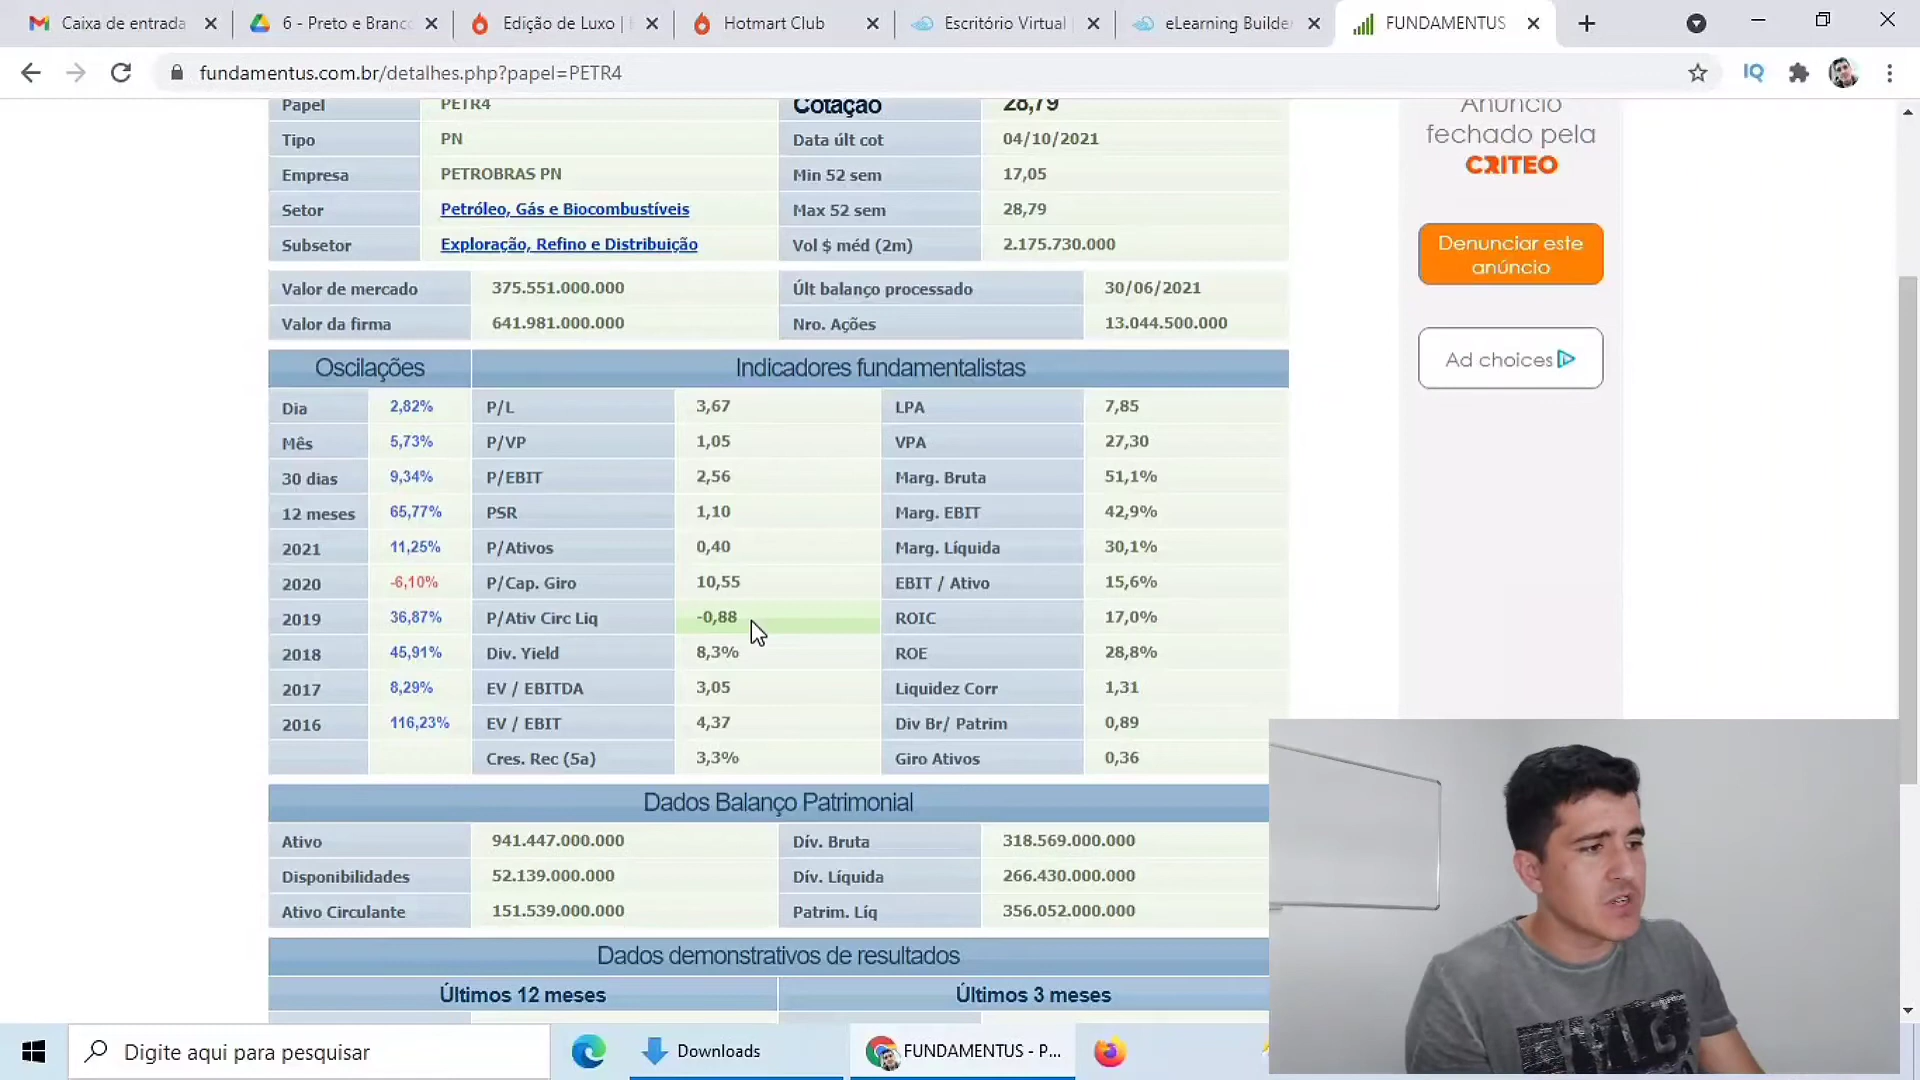 Caixa de entrada
6 - Preto e Branc
Edição de Luxo |
Hotmart Club
Escritório Virtual
eLearning Builde
FUNDAMENTUS
fundamentus.com.br/detalhes.php?papel=PETR4
IQ
Papel PETR4 Cotação 28,79
Tipo PN Data últ cot 04/10/2021
Empresa PETROBRAS PN Min 52 sem 17,05
Setor Petróleo, Gás e Biocombustíveis Max 52 sem 28,79
Subsetor Exploração, Refino e Distribuição Vol $ méd (2m) 2.175.730.000
Valor de mercado 375.551.000.000 Últ balanço processado 30/06/2021
Valor da firma 641.981.000.000 Nro. Ações 13.044.500.000
Oscilações Indicadores fundamentalistas
Dia 2,82% P/L 3,67 LPA 7,85
Mês 5,73% P/VP 1,05 VPA 27,30
30 dias 9,34% P/EBIT 2,56 Marg. Bruta 51,1%
12 meses 65,77% PSR 1,10 Marg. EBIT 42,9%
2021 11,25% P/Ativos 0,40 Marg. Líquida 30,1%
2020 -6,10% P/Cap. Giro 10,55 EBIT / Ativo 15,6%
2019 36,87% P/Ativ Circ Liq -0,88 ROIC 17,0%
2018 45,91% Div. Yield 8,3% ROE 28,8%
2017 8,29% EV / EBITDA 3,05 Liquidez Corr 1,31
2016 116,23% EV / EBIT 4,37 Div Br/ Patrim 0,89
Cres. Rec (5a) 3,3% Giro Ativos 0,36
Dados Balanço Patrimonial
Ativo 941.447.000.000 Dív. Bruta 318.569.000.000
Disponibilidades 52.139.000.000 Dív. Líquida 266.430.000.000
Ativo Circulante 151.539.000.000 Patrim. Líq 356.052.000.000
Dados demonstrativos de resultados
Últimos 12 meses Últimos 3 meses
Anúncio
fechado pela
CRITEO
Denunciar este
anúncio
Ad choices
Digite aqui para pesquisar
Downloads
FUNDAMENTUS - P...